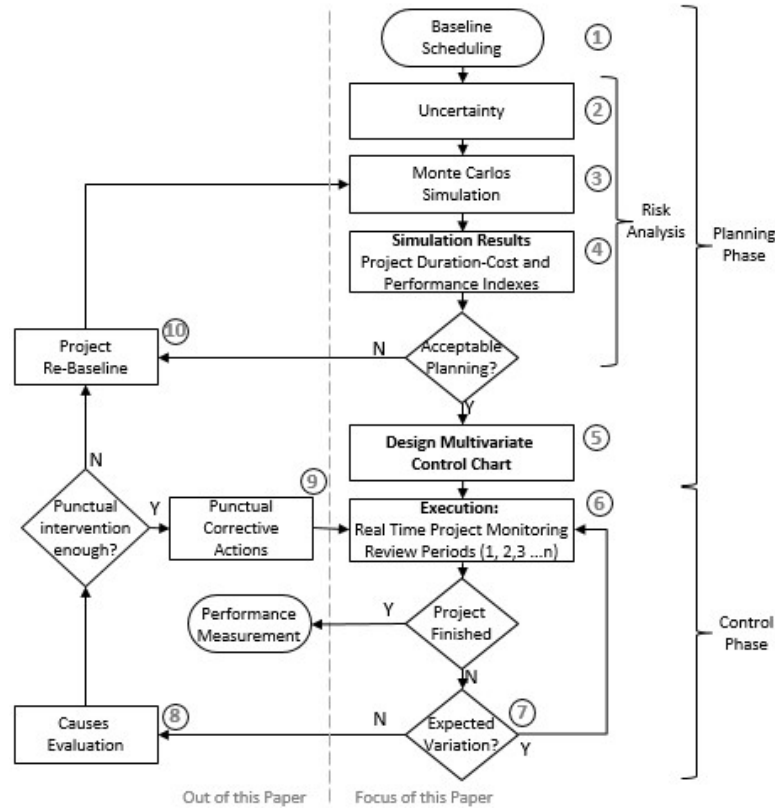 Baseline
Scheduling
1
Uncertainty
2
Monte Carlos
Simulation
3
Risk
Analysis
Planning
Phase
Simulation Results
Project Duration-Cost and
Performance Indexes
4
10
Project
Re-Baseline
N
Acceptable
Planning?
Y
Design Multivariate
Control Chart
5
N
Punctual
intervention
enough?
Y
9
Punctual
Corrective
Actions
Execution:
Real Time Project Monitoring
Review Periods (1, 2,3 ...n)
6
Performance
Measurement
Y
Project
Finished
N
Control
Phase
Causes
Evaluation
8
N
Expected
Variation?
7
Y
Out of this Paper
Focus of this Paper